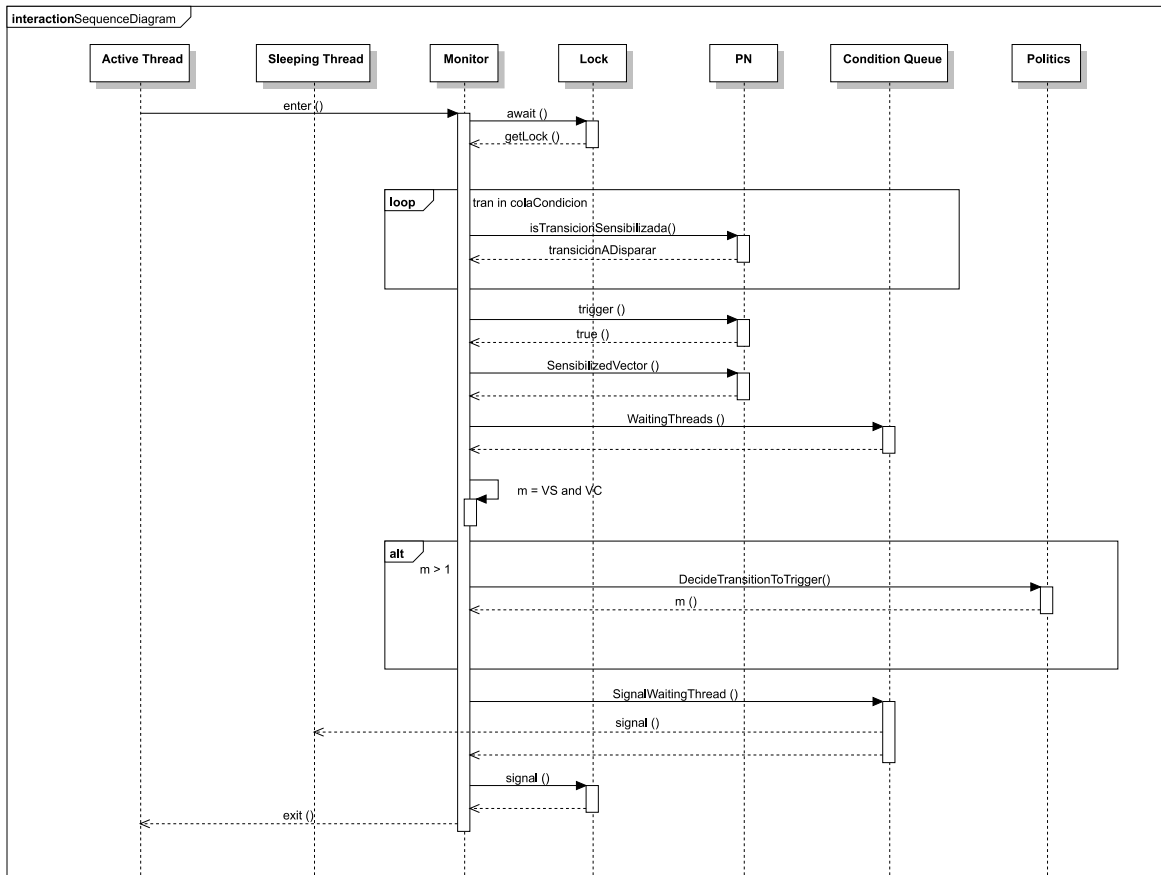 interactionSequenceDiagram
Active Thread
Sleeping Thread
Monitor
Lock
PN
Condition Queue
Politics
enter ()
await ()
getLock ()
loop
tran in colaCondicion
isTransicionSensibilizada()
transicionADisparar
trigger ()
true ()
SensibilizedVector ()
WaitingThreads ()
m = VS and VC
alt
m > 1
DecideTransitionToTrigger()
m ()
SignalWaitingThread ()
signal ()
signal ()
exit ()